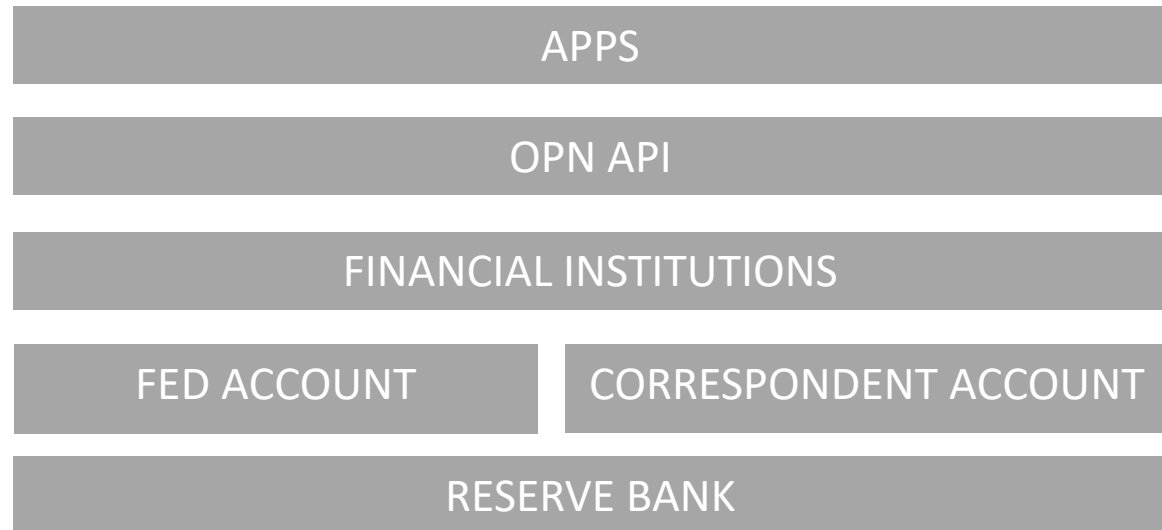 APPS
OPN API
FINANCIAL INSTITUTIONS
FED ACCOUNT
CORRESPONDENT ACCOUNT
RESERVE BANK